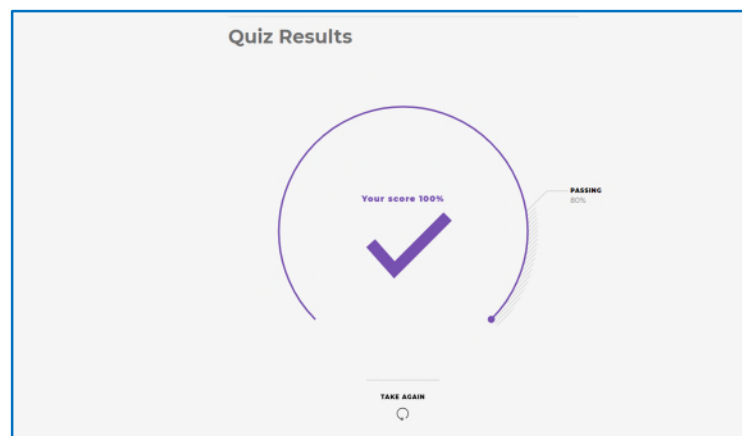 Quiz Results
Your score 100%
PASSING
80%
TAKE AGAIN